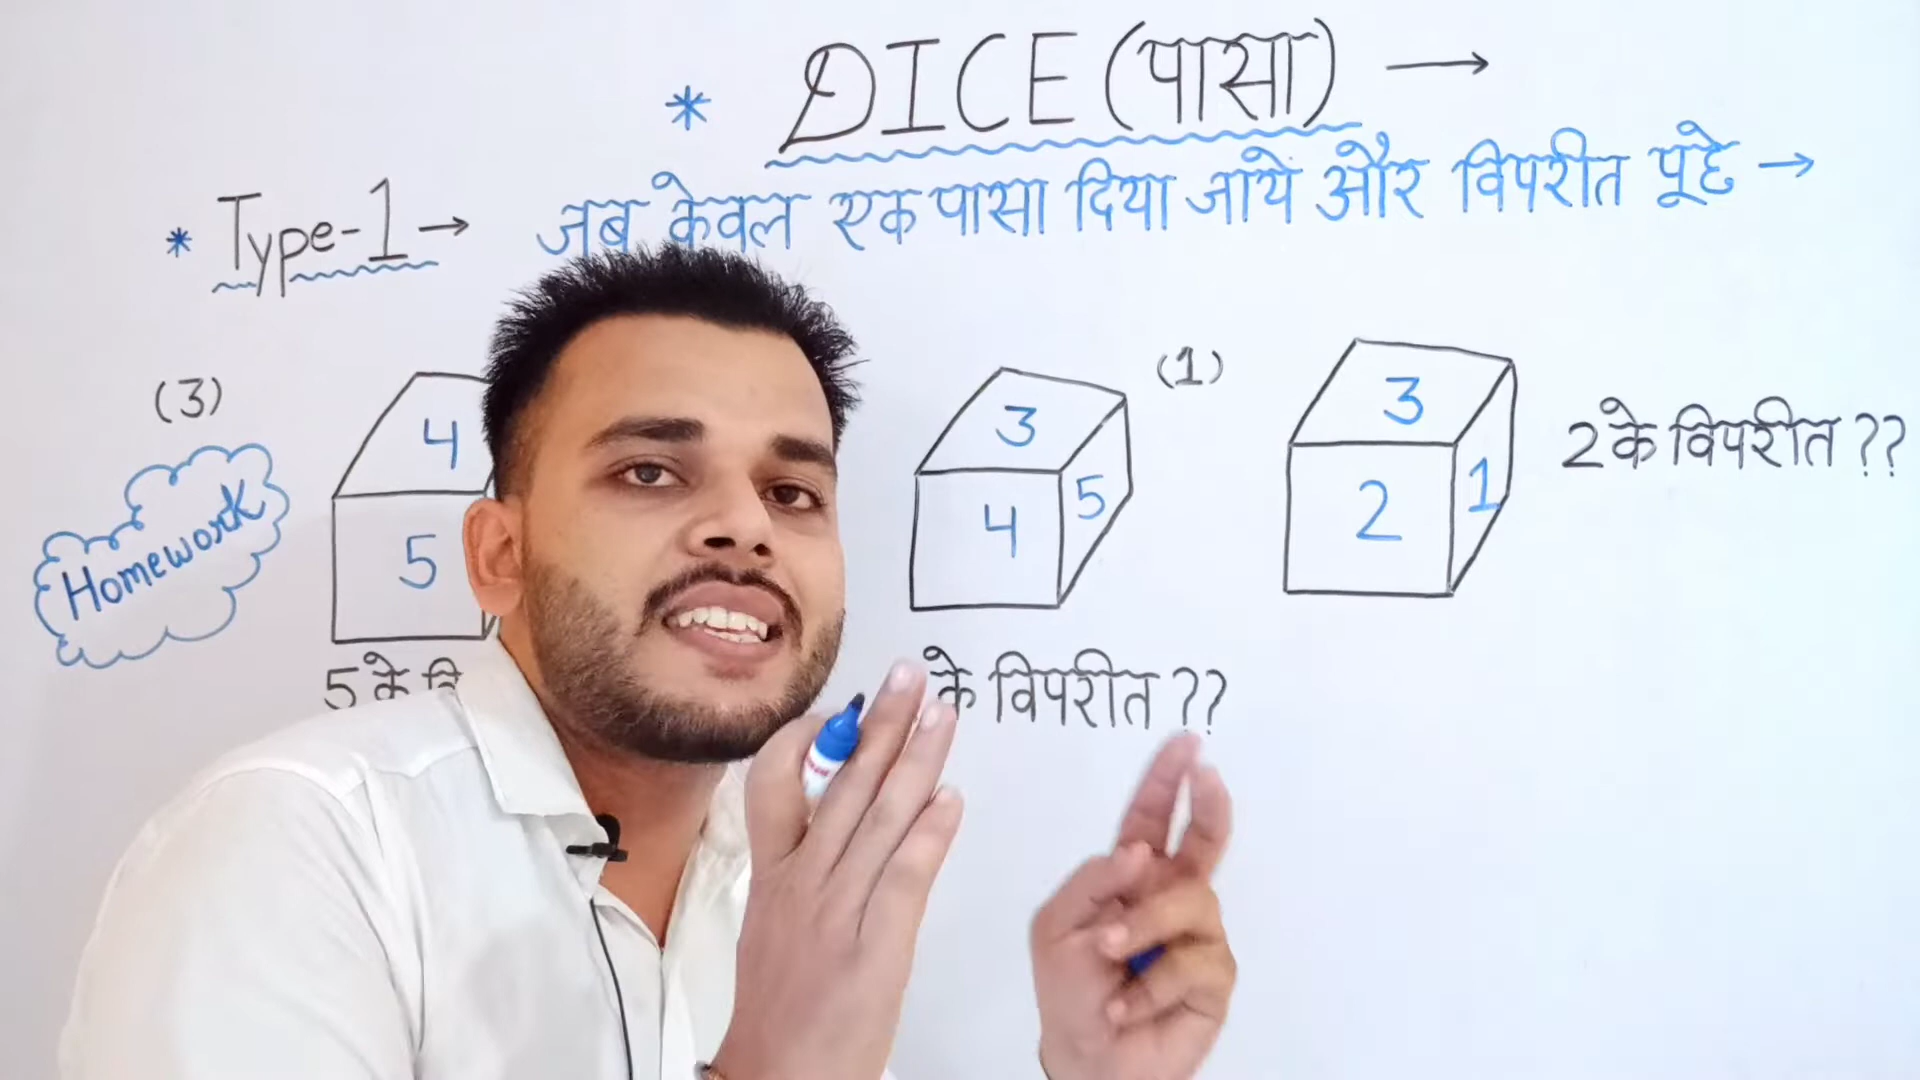 * DICE (पासा) →
* Type-1 → जब केवल एक पासा दिया जाये और विपरीत पूछे →
(3)
Homework
4
5
5 के वि
3
4
5
के विपरीत ??
(1)
3
2
1
2 के विपरीत ??